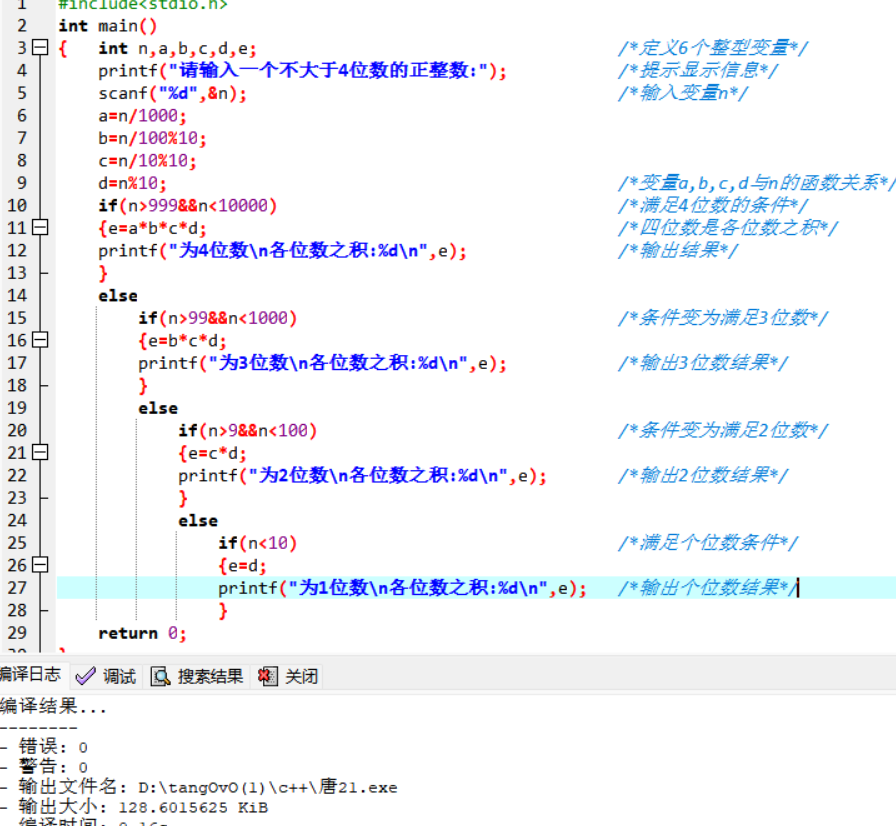 1 #include<stdio.h>
2 int main()
3 { int n,a,b,c,d,e; /*定义6个整型变量*/
4 printf("请输入一个不大于4位数的正整数:"); /*提示显示信息*/
5 scanf("%d",&n); /*输入变量n*/
6 a=n/1000;
7 b=n/100%10;
8 c=n/10%10;
9 d=n%10; /*变量a,b,c,d与n的函数关系*/
10 if(n>999&&n<10000) /*满足4位数的条件*/
11 {e=a*b*c*d; /*四位数是各位数之积*/
12 printf("为4位数\n各位数之积:%d\n",e); /*输出结果*/
13 }
14 else
15 if(n>99&&n<1000) /*条件变为满足3位数*/
16 {e=b*c*d;
17 printf("为3位数\n各位数之积:%d\n",e); /*输出3位数结果*/
18 }
19 else
20 if(n>9&&n<100) /*条件变为满足2位数*/
21 {e=c*d;
22 printf("为2位数\n各位数之积:%d\n",e); /*输出2位数结果*/
23 }
24 else
25 if(n<10) /*满足个位数条件*/
26 {e=d;
27 printf("为1位数\n各位数之积:%d\n",e); /*输出个位数结果*/
28 }
29 return 0;
编译日志 调试 搜索结果 关闭
编译结果...
--------
- 错误: 0
- 警告: 0
- 输出文件名: D:\tangOvO(1)\c++\唐21.exe
- 输出大小: 128.6015625 KiB
- 编译时间: 0.16s